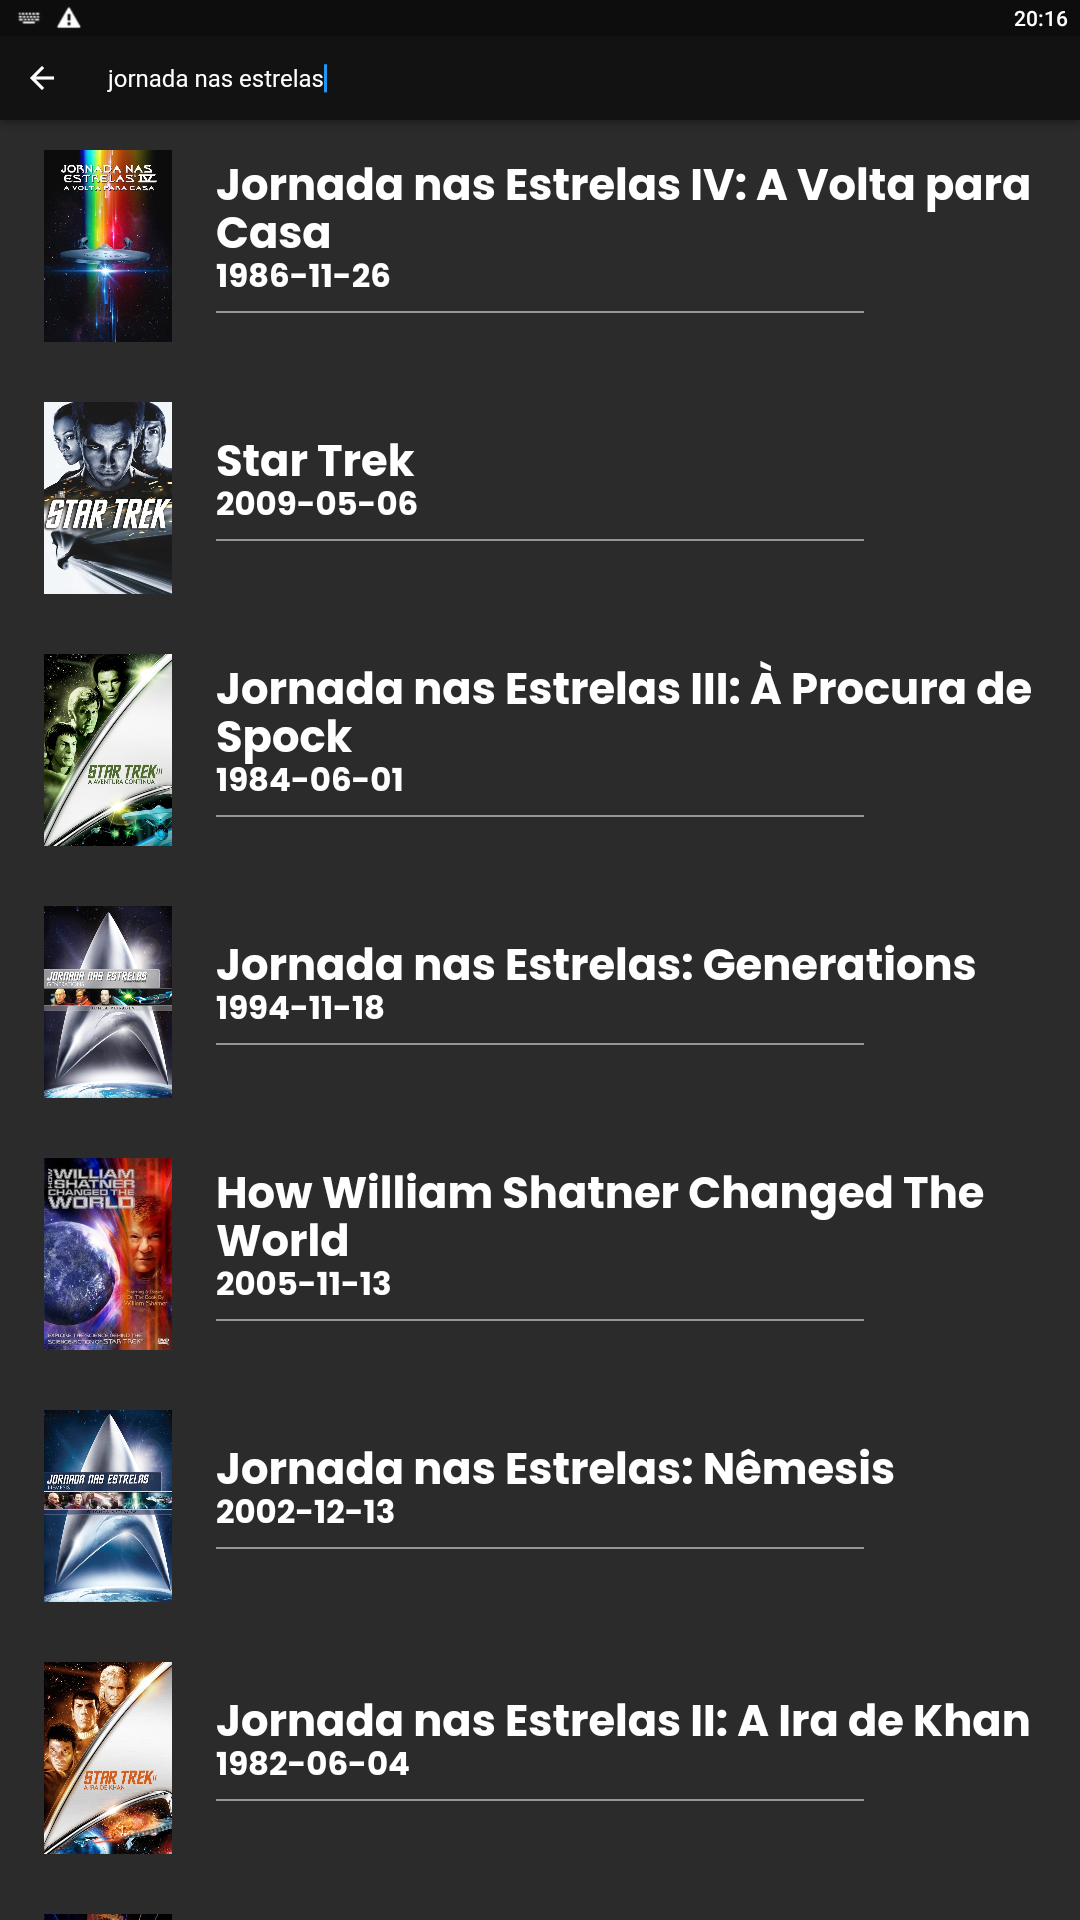 20:16
jornada nas estrelas
JORNADA NAS
ESTRELAS IV
A VOLTA PARA CASA
Jornada nas Estrelas IV: A Volta para
Casa
1986-11-26
STAR TREK
Star Trek
2009-05-06
STAR TREK III
A AVENTURA CONTINUA
Jornada nas Estrelas III: À Procura de
Spock
1984-06-01
JORNADA NAS ESTRELAS
GENERATIONS
Jornada nas Estrelas: Generations
1994-11-18
HOW WILLIAM
SHATNER
CHANGED THE
WORLD
How William Shatner Changed The
World
2005-11-13
JORNADA NAS ESTRELAS
NÊMESIS
Jornada nas Estrelas: Nêmesis
2002-12-13
STAR TREK II
A IRA DE KHAN
Jornada nas Estrelas II: A Ira de Khan
1982-06-04